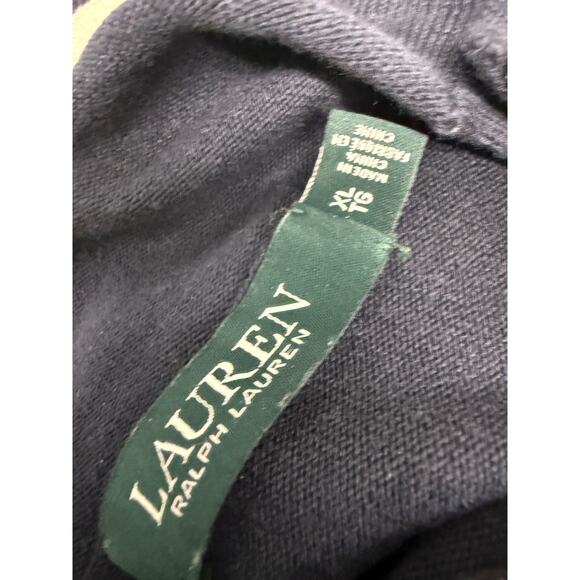 LAUREN
RALPH LAUREN
XL
TG
MADE IN
CHINA
FABRIQUÉ EN
CHINE